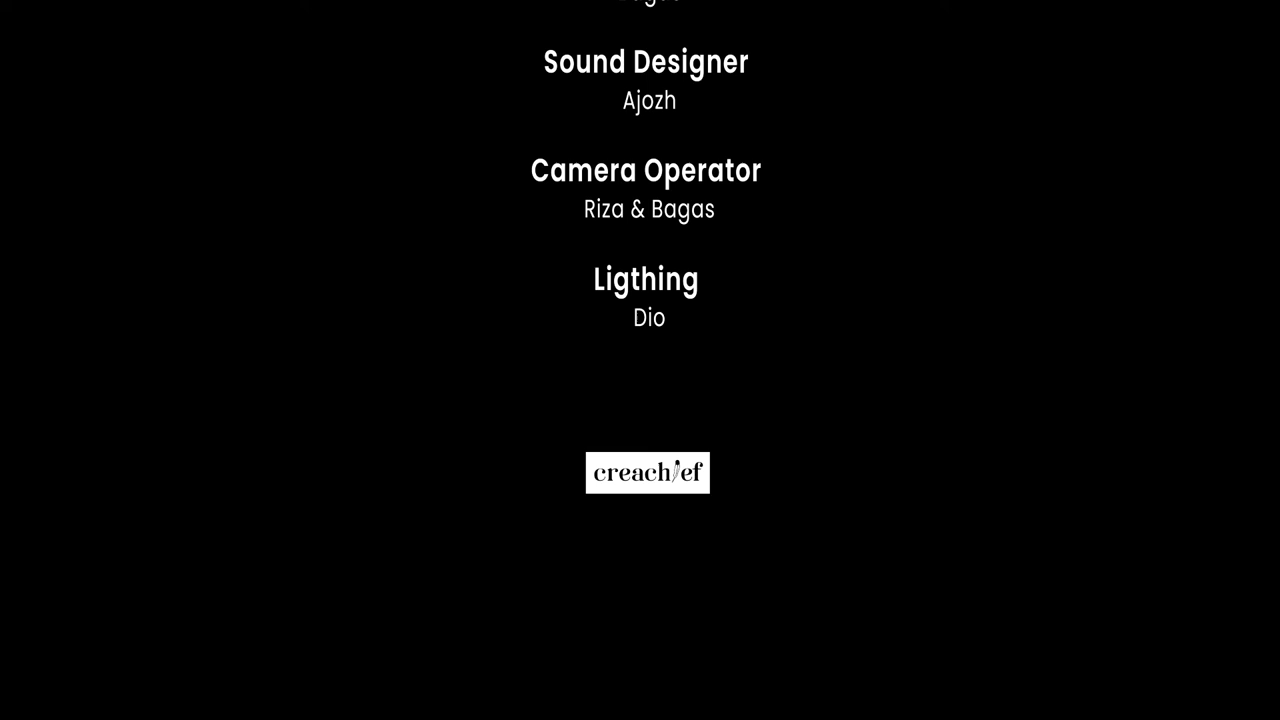 Sound Designer
Ajozh
Camera Operator
Riza & Bagas
Ligthing
Dio
creachief